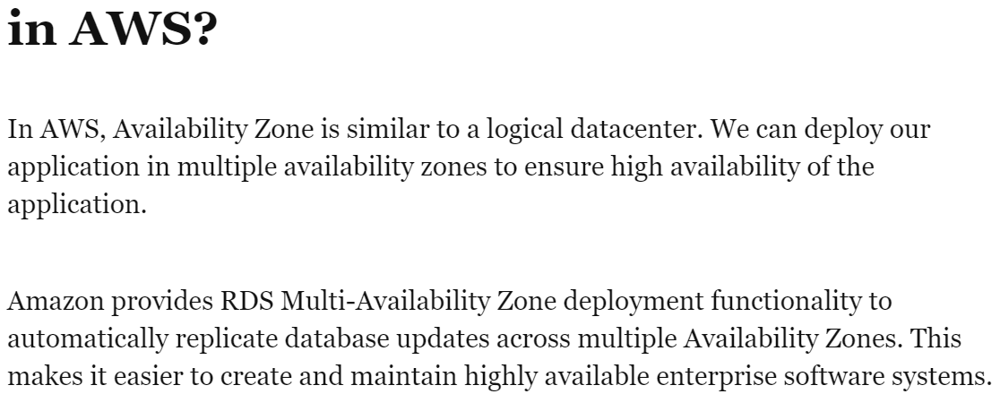 in AWS?
In AWS, Availability Zone is similar to a logical datacenter. We can deploy our
application in multiple availability zones to ensure high availability of the
application.
Amazon provides RDS Multi-Availability Zone deployment functionality to
automatically replicate database updates across multiple Availability Zones. This
makes it easier to create and maintain highly available enterprise software systems.